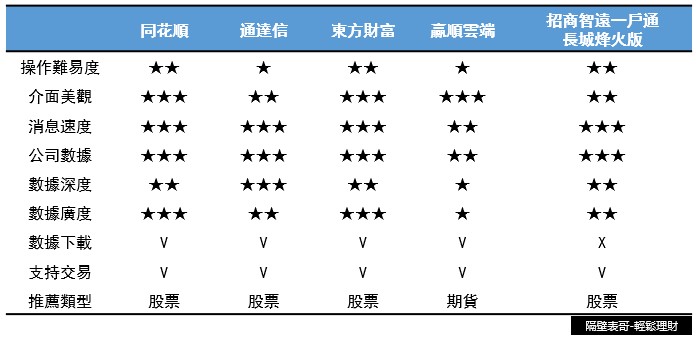 同花順 通達信 東方財富 贏順雲端 招商智遠一戶通
長城烽火版
操作難易度 ★★ ★ ★★ ★ ★★
介面美觀 ★★★ ★★ ★★★ ★★★ ★★
消息速度 ★★★ ★★★ ★★★ ★★ ★★★
公司數據 ★★★ ★★★ ★★★ ★★ ★★★
數據深度 ★★ ★★★ ★★ ★ ★★
數據廣度 ★★★ ★★ ★★★ ★ ★★
數據下載 V V V V X
支持交易 V V V V V
推薦類型 股票 股票 股票 期貨 股票
隔壁表哥-輕鬆理財